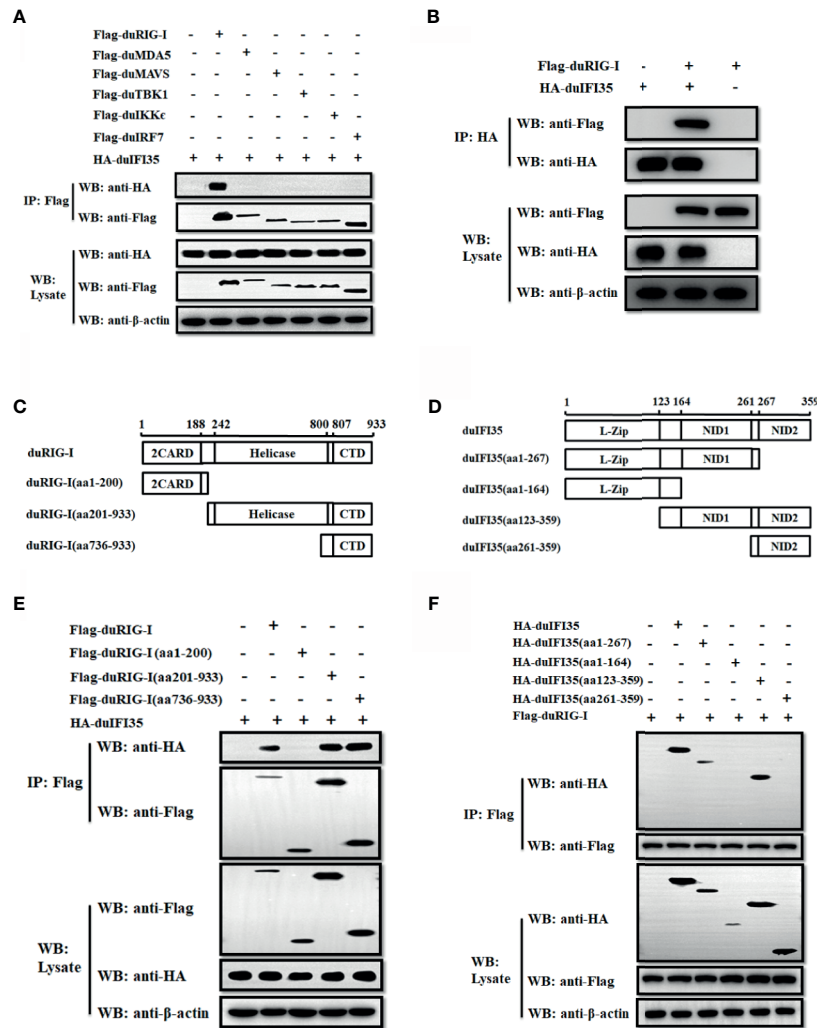 A
Flag-duRIG-I - + - - - - -
Flag-duMDA5 - - + - - - -
Flag-duMAVS - - - + - - -
Flag-duTBK1 - - - - + - -
Flag-duIKKє - - - - - + -
Flag-duIRF7 - - - - - - +
HA-duIFI35 + + + + + + +
IP: Flag
WB: anti-HA
WB: anti-Flag
WB: Lysate
WB: anti-HA
WB: anti-Flag
WB: anti-β-actin
B
Flag-duRIG-I - + +
HA-duIFI35 + + -
IP: HA
WB: anti-Flag
WB: anti-HA
WB: Lysate
WB: anti-Flag
WB: anti-HA
WB: anti-β-actin
C
1 188 242 800 807 933
duRIG-I 2CARD Helicase CTD
duRIG-I(aa1-200) 2CARD
duRIG-I(aa201-933) Helicase CTD
duRIG-I(aa736-933) CTD
D
1 123 164 261 267 359
duIFI35 L-Zip NID1 NID2
duIFI35(aa1-267) L-Zip NID1
duIFI35(aa1-164) L-Zip
duIFI35(aa123-359) NID1 NID2
duIFI35(aa261-359) NID2
E
Flag-duRIG-I - + - - -
Flag-duRIG-I(aa1-200) - - + - -
Flag-duRIG-I(aa201-933) - - - + -
Flag-duRIG-I(aa736-933) - - - - +
HA-duIFI35 + + + + +
IP: Flag
WB: anti-HA
WB: anti-Flag
WB: Lysate
WB: anti-Flag
WB: anti-HA
WB: anti-β-actin
F
HA-duIFI35 - + - - - -
HA-duIFI35(aa1-267) - - + - - -
HA-duIFI35(aa1-164) - - - + - -
HA-duIFI35(aa123-359) - - - - + -
HA-duIFI35(aa261-359) - - - - - +
Flag-duRIG-I + + + + + +
IP: Flag
WB: anti-HA
WB: anti-Flag
WB: Lysate
WB: anti-HA
WB: anti-Flag
WB: anti-β-actin